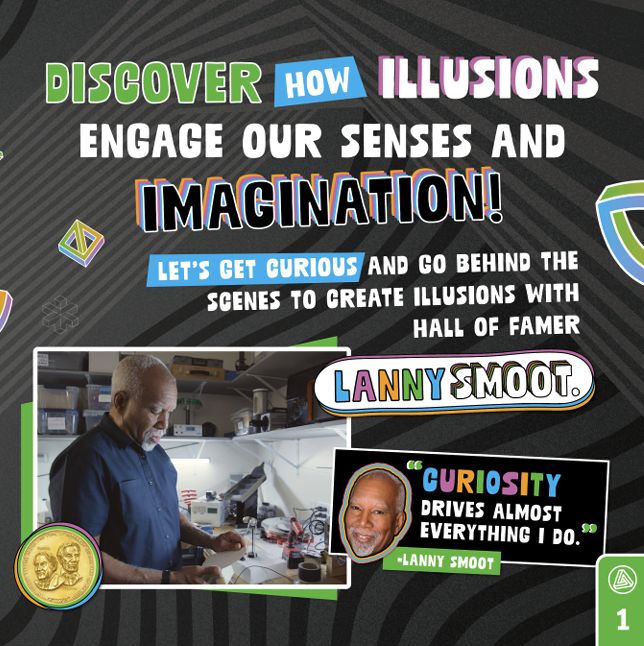 DISCOVER HOW ILLUSIONS
ENGAGE OUR SENSES AND
IMAGINATION!
LET'S GET CURIOUS AND GO BEHIND THE
SCENES TO CREATE ILLUSIONS WITH
HALL OF FAMER
LANNY SMOOT.
“CURIOSITY
DRIVES ALMOST
EVERYTHING I DO.”
-LANNY SMOOT
1